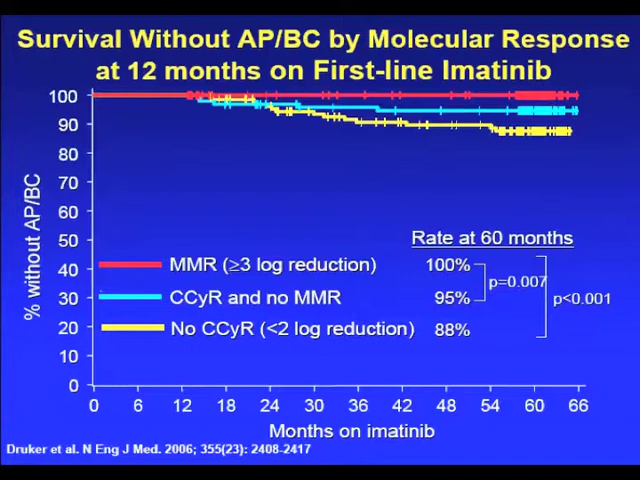 Survival Without AP/BC by Molecular Response
at 12 months on First-line Imatinib
% without AP/BC
100
90
80
70
60
50
40
30
20
10
0
Rate at 60 months
MMR (≥3 log reduction) 100%
p=0.007
CCyR and no MMR 95%
p<0.001
No CCyR (<2 log reduction) 88%
0 6 12 18 24 30 36 42 48 54 60 66
Months on imatinib
Druker et al. N Eng J Med. 2006; 355(23): 2408-2417